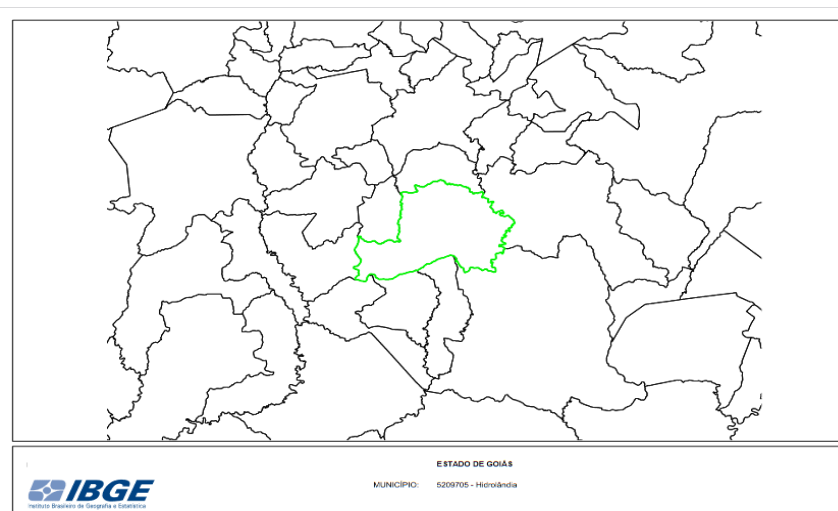 ESTADO DE GOIÁS
MUNICÍPIO: 5209705 - Hidrolândia
IBGE
Instituto Brasileiro de Geografia e Estatística